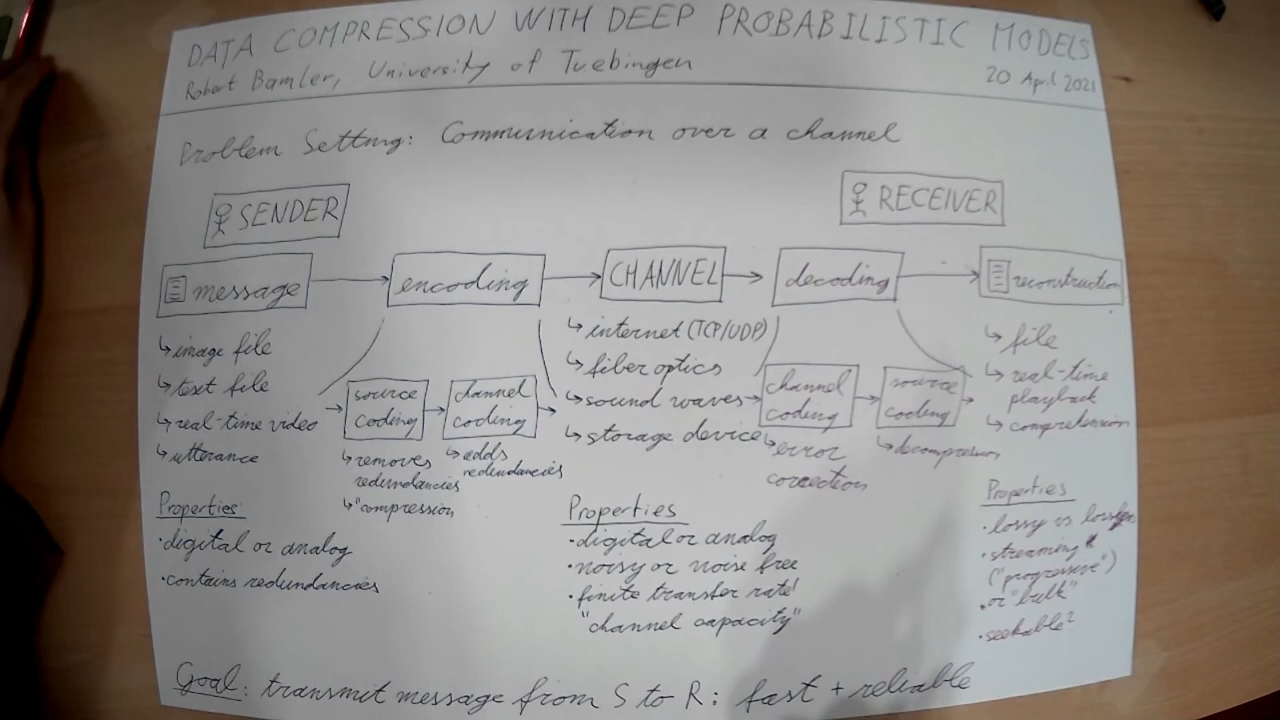 DATA COMPRESSION WITH DEEP PROBABILISTIC MODELS
Robert Bamler, University of Tuebingen
20 April 2021
Problem Setting: Communication over a channel
SENDER
RECEIVER
message
encoding
CHANNEL
decoding
reconstruction
↳ image file
↳ text file
↳ real-time video
↳ utterance
source
coding
channel
coding
↳ removes
redundancies
↳ "compression
↳ adds
redundancies
↳ internet (TCP/UDP)
↳ fiber optics
↳ sound waves
↳ storage device
channel
coding
source
coding
↳ error
correction
↳ decompression
↳ file
↳ real-time
playback
↳ comprehension
Properties
· digital or analog
· contains redundancies
Properties
· digital or analog
· noisy or noise free
· finite transfer rate
"channel capacity"
Properties
· lossy vs lossless
· streaming"
("progressive")
· or "bulk"
· seekable?
Goal: transmit message from S to R: fast + reliable